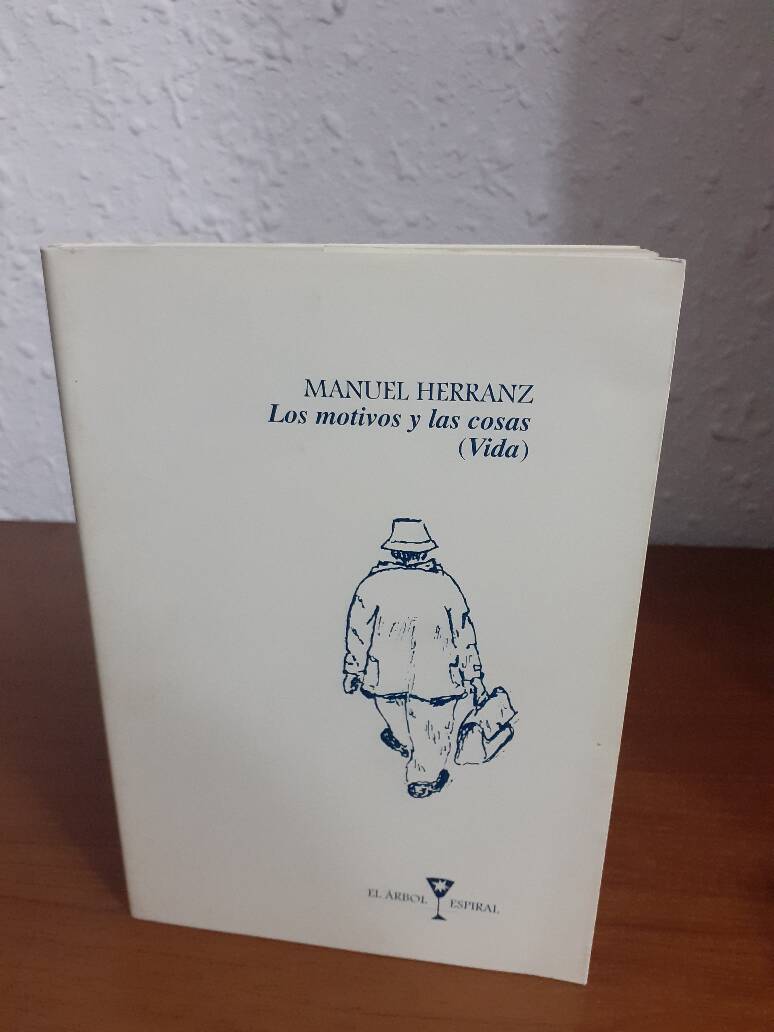 MANUEL HERRANZ
Los motivos y las cosas
(Vida)
EL ÁRBOL ESPIRAL